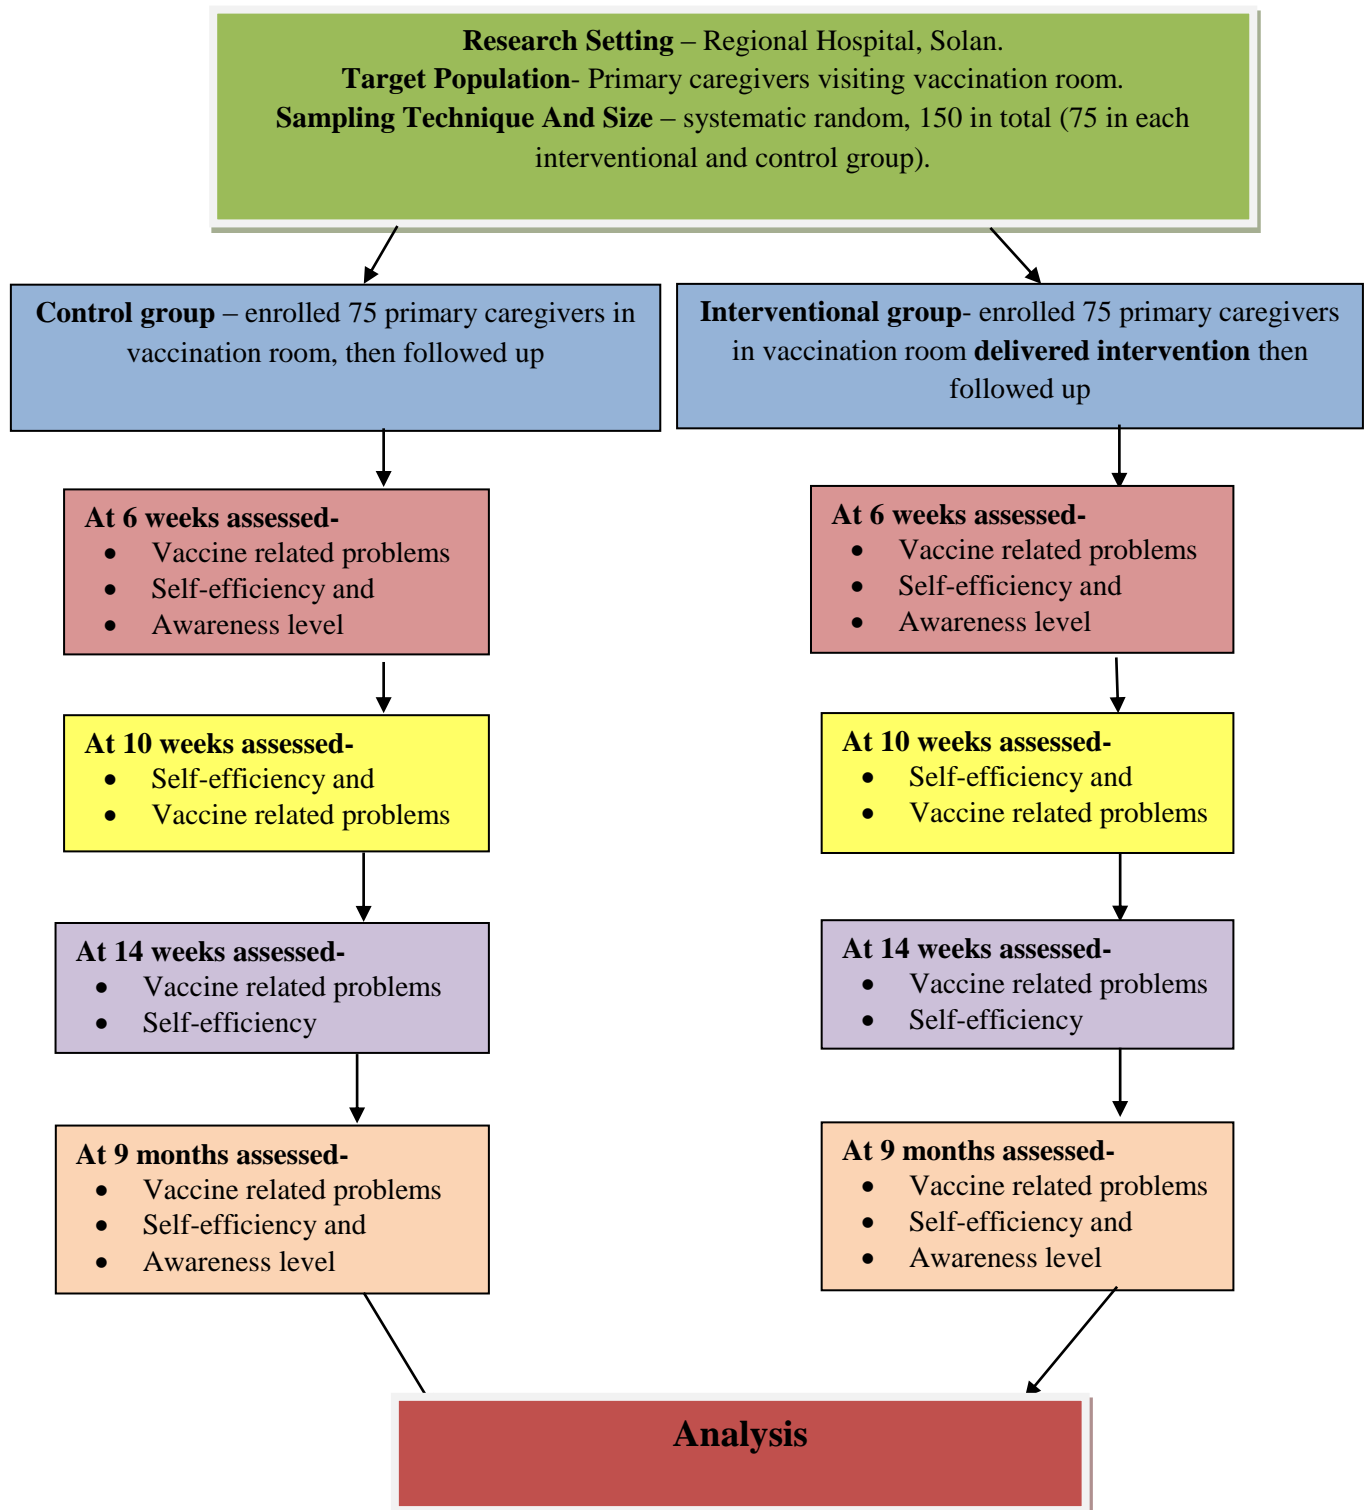 Research Setting – Regional Hospital, Solan.
Target Population- Primary caregivers visiting vaccination room.
Sampling Technique And Size – systematic random, 150 in total (75 in each
interventional and control group).
Control group – enrolled 75 primary caregivers in
vaccination room, then followed up
Interventional group- enrolled 75 primary caregivers
in vaccination room delivered intervention then
followed up
At 6 weeks assessed-
• Vaccine related problems
• Self-efficiency and
• Awareness level
At 6 weeks assessed-
• Vaccine related problems
• Self-efficiency and
• Awareness level
At 10 weeks assessed-
• Self-efficiency and
• Vaccine related problems
At 10 weeks assessed-
• Self-efficiency and
• Vaccine related problems
At 14 weeks assessed-
• Vaccine related problems
• Self-efficiency
At 14 weeks assessed-
• Vaccine related problems
• Self-efficiency
At 9 months assessed-
• Vaccine related problems
• Self-efficiency and
• Awareness level
At 9 months assessed-
• Vaccine related problems
• Self-efficiency and
• Awareness level
Analysis